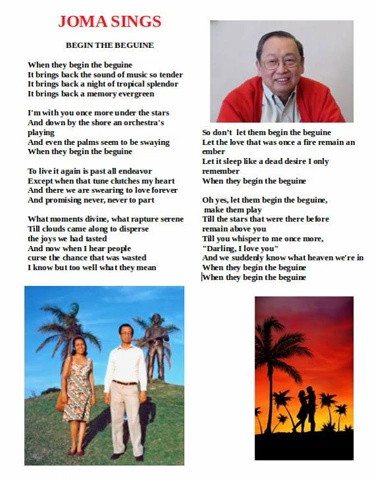 JOMA SINGS
BEGIN THE BEGUINE
When they begin the beguine
It brings back the sound of music so tender
It brings back a night of tropical splendor
It brings back a memory evergreen
I'm with you once more under the stars
And down by the shore an orchestra's
playing
And even the palms seem to be swaying
When they begin the beguine
To live it again is past all endeavor
Except when that tune clutches my heart
And there we are swearing to love forever
And promising never, never to part
What moments divine, what rapture serene
Till clouds came along to disperse
the joys we had tasted
And now when I hear people
curse the chance that was wasted
I know but too well what they mean
So don't let them begin the beguine
Let the love that was once a fire remain an
ember
Let it sleep like a dead desire I only
remember
When they begin the beguine
Oh yes, let them begin the beguine,
make them play
Till the stars that were there before
remain above you
Till you whisper to me once more,
"Darling, I love you"
And we suddenly know what heaven we're in
When they begin the beguine
When they begin the beguine